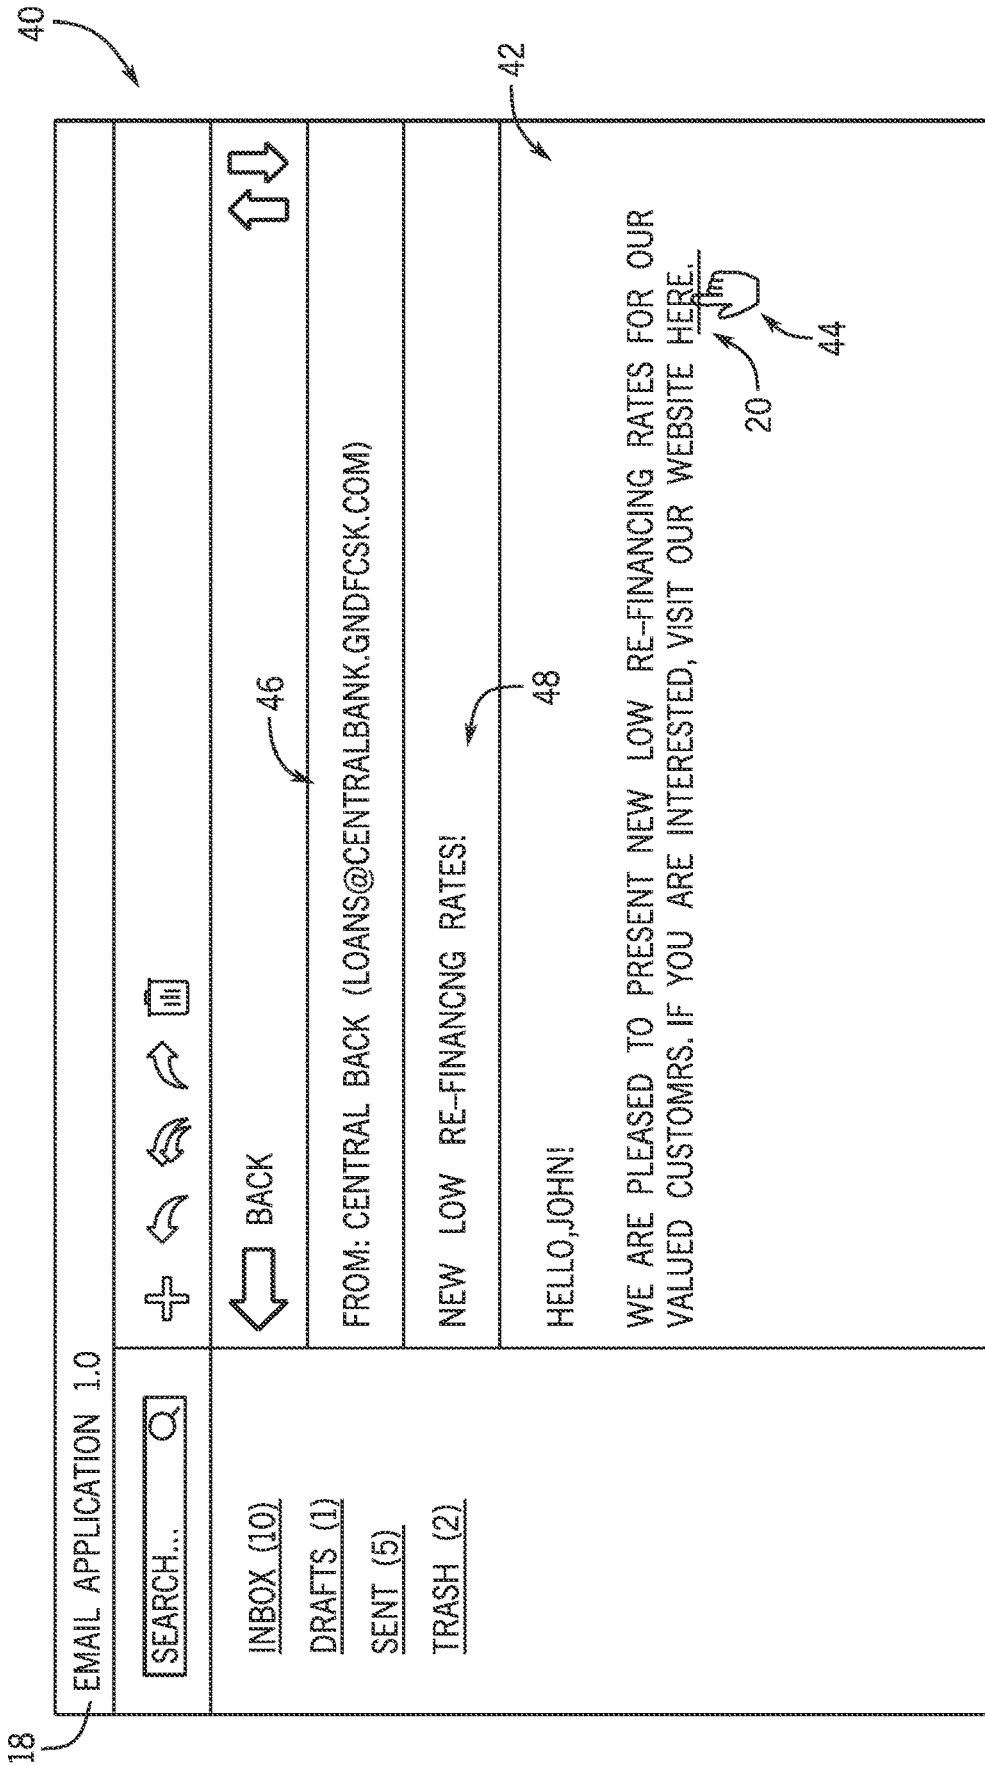 40
18
EMAIL APPLICATION 1.0
SEARCH...
INBOX (10)
DRAFTS (1)
SENT (5)
TRASH (2)
BACK
46
FROM: CENTRAL BACK (LOANS@CENTRALBANK.GNDFCSK.COM)
NEW LOW RE-FINANCNG RATES!
48
42
HELLO,JOHN!
WE ARE PLEASED TO PRESENT NEW LOW RE-FINANCING RATES FOR OUR
VALUED CUSTOMRS. IF YOU ARE INTERESTED, VISIT OUR WEBSITE HERE.
20
44